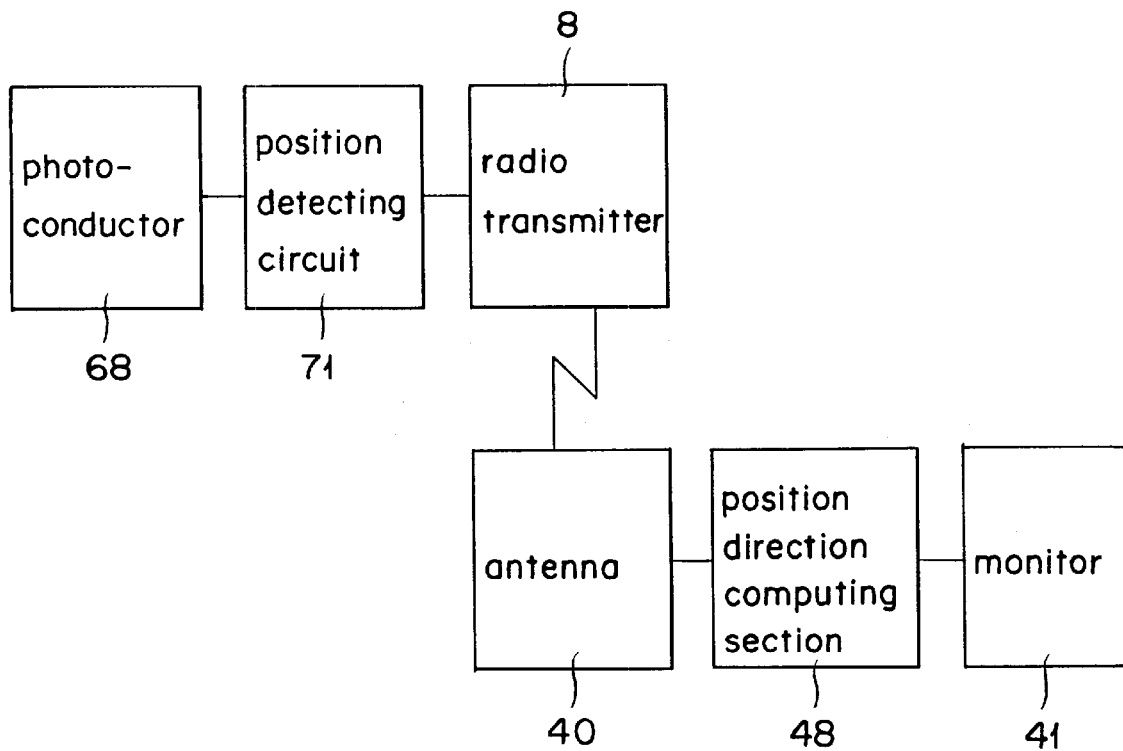 8
photo-
conductor
position
detecting
circuit
radio
transmitter
68
71
antenna
position
direction
computing
section
monitor
40
48
41